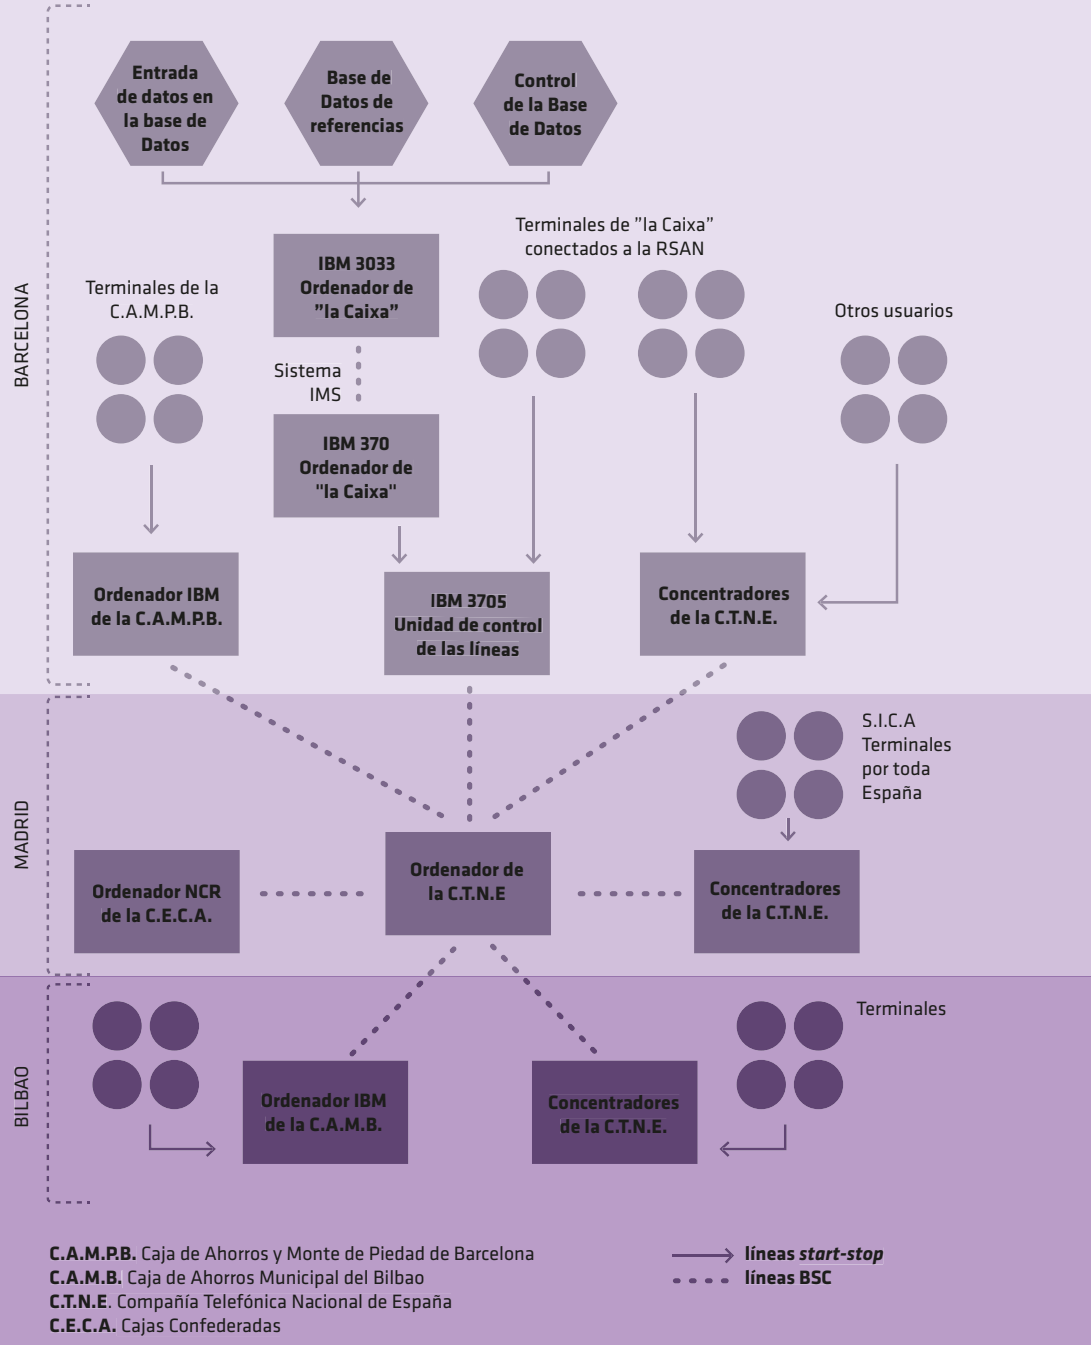 BARCELONA
Entrada
de datos en
la base de
Datos
Base de
Datos de
referencias
Control
de la Base
de Datos
Terminales de ”la Caixa”
conectados a la RSAN
IBM 3033
Ordenador de
”la Caixa”
Terminales de la
C.A.M.P.B.
Otros usuarios
Sistema
IMS
IBM 370
Ordenador de
"la Caixa"
Ordenador IBM
de la C.A.M.P.B.
IBM 3705
Unidad de control
de las líneas
Concentradores
de la C.T.N.E.
MADRID
S.I.C.A
Terminales
por toda
España
Ordenador NCR
de la C.E.C.A.
Ordenador de
la C.T.N.E
Concentradores
de la C.T.N.E.
BILBAO
Terminales
Ordenador IBM
de la C.A.M.B.
Concentradores
de la C.T.N.E.
C.A.M.P.B. Caja de Ahorros y Monte de Piedad de Barcelona
C.A.M.B. Caja de Ahorros Municipal del Bilbao
C.T.N.E. Compañía Telefónica Nacional de España
C.E.C.A. Cajas Confederadas
líneas start-stop
líneas BSC